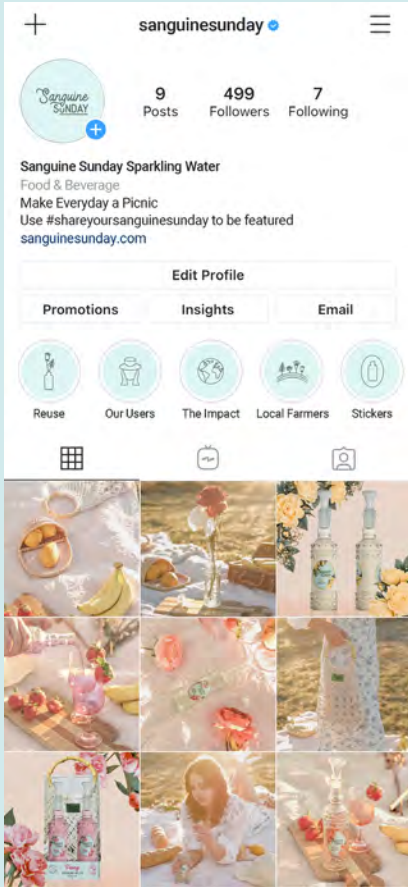 sanguinesunday
Sanguine
SUNDAY
9 499 7
Posts Followers Following
Sanguine Sunday Sparkling Water
Food & Beverage
Make Everyday a Picnic
Use #shareyoursanguinesunday to be featured
sanguinesunday.com
Edit Profile
Promotions Insights Email
Reuse Our Users The Impact Local Farmers Stickers